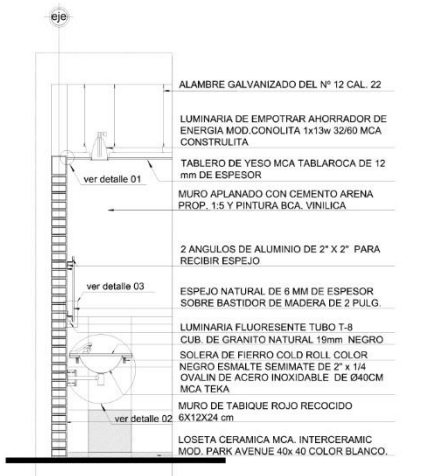 eje
ALAMBRE GALVANIZADO DEL Nº 12 CAL. 22
LUMINARIA DE EMPOTRAR AHORRADOR DE
ENERGIA MOD.CONOLITA 1x13w 32/60 MCA
CONSTRULITA
TABLERO DE YESO MCA TABLAROCA DE 12
mm DE ESPESOR
ver detalle 01
MURO APLANADO CON CEMENTO ARENA
PROP. 1:5 Y PINTURA BCA. VINILICA
2 ANGULOS DE ALUMINIO DE 2" X 2" PARA
RECIBIR ESPEJO
ver detalle 03
ESPEJO NATURAL DE 6 MM DE ESPESOR
SOBRE BASTIDOR DE MADERA DE 2 PULG.
LUMINARIA FLUORESENTE TUBO T-8
CUB. DE GRANITO NATURAL 19mm NEGRO
SOLERA DE FIERRO COLD ROLL COLOR
NEGRO ESMALTE SEMIMATE DE 2" x 1/4
OVALIN DE ACERO INOXIDABLE DE Ø40CM
MCA TEKA
MURO DE TABIQUE ROJO RECOCIDO
6X12X24 cm
ver detalle 02
LOSETA CERAMICA MCA. INTERCERAMIC
MOD. PARK AVENUE 40x 40 COLOR BLANCO.